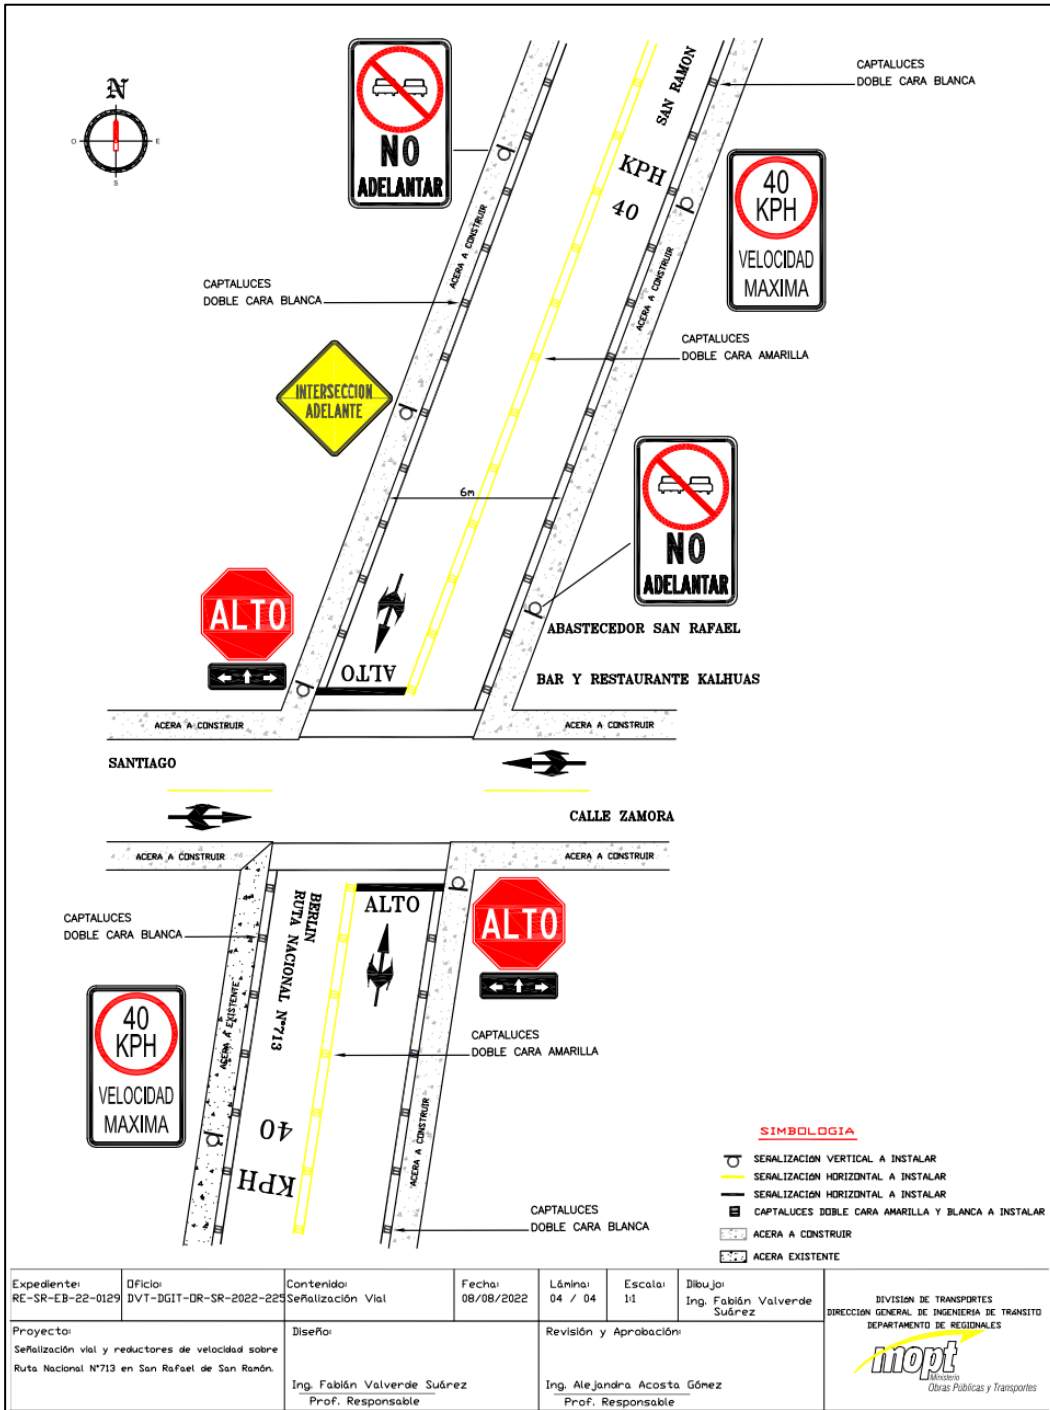 N
O
E
S
NO
ADELANTAR
SAN RAMON
CAPTALUCES
DOBLE CARA BLANCA
KPH
40
40
KPH
VELOCIDAD
MAXIMA
ACERA A CONSTRUIR
ACERA A CONSTRUIR
CAPTALUCES
DOBLE CARA BLANCA
CAPTALUCES
DOBLE CARA AMARILLA
INTERSECCION
ADELANTE
6m
NO
ADELANTAR
ALTO
ALTO
ABASTECEDOR SAN RAFAEL
BAR Y RESTAURANTE KALHUAS
ACERA A CONSTRUIR
ACERA A CONSTRUIR
SANTIAGO
CALLE ZAMORA
ACERA A CONSTRUIR
ACERA A CONSTRUIR
BERLIN
RUTA NACIONAL Nº713
ALTO
ALTO
CAPTALUCES
DOBLE CARA BLANCA
ACERA A EXISTENTE
40
KPH
VELOCIDAD
MAXIMA
CAPTALUCES
DOBLE CARA AMARILLA
ACERA A CONSTRUIR
40
KPH
CAPTALUCES
DOBLE CARA BLANCA
SIMBOLOGIA
SEÑALIZACIóN VERTICAL A INSTALAR
SEÑALIZACIóN HORIZONTAL A INSTALAR
SEÑALIZACIóN HORIZONTAL A INSTALAR
CAPTALUCES DOBLE CARA AMARILLA Y BLANCA A INSTALAR
ACERA A CONSTRUIR
ACERA EXISTENTE
Expediente:
RE-SR-EB-22-0129
Oficio:
DVT-DGIT-OR-SR-2022-225
Contenido:
Señalización Vial
Fecha:
08/08/2022
Lámina:
04 / 04
Escala:
1:1
Dibujo:
Ing. Fabián Valverde
Suárez
Proyecto:
Señalización vial y reductores de velocidad sobre
Ruta Nacional N°713 en San Rafael de San Ramón.
Diseño:
Ing. Fabián Valverde Suárez
Prof. Responsable
Revisión y Aprobación:
Ing. Alejandra Acosta Gómez
Prof. Responsable
DIVISIóN DE TRANSPORTES
DIRECCIóN GENERAL DE INGENIERIA DE TRANSITO
DEPARTAMENTO DE REGIONALES
mopt
Ministerio
Obras Públicas y Transportes